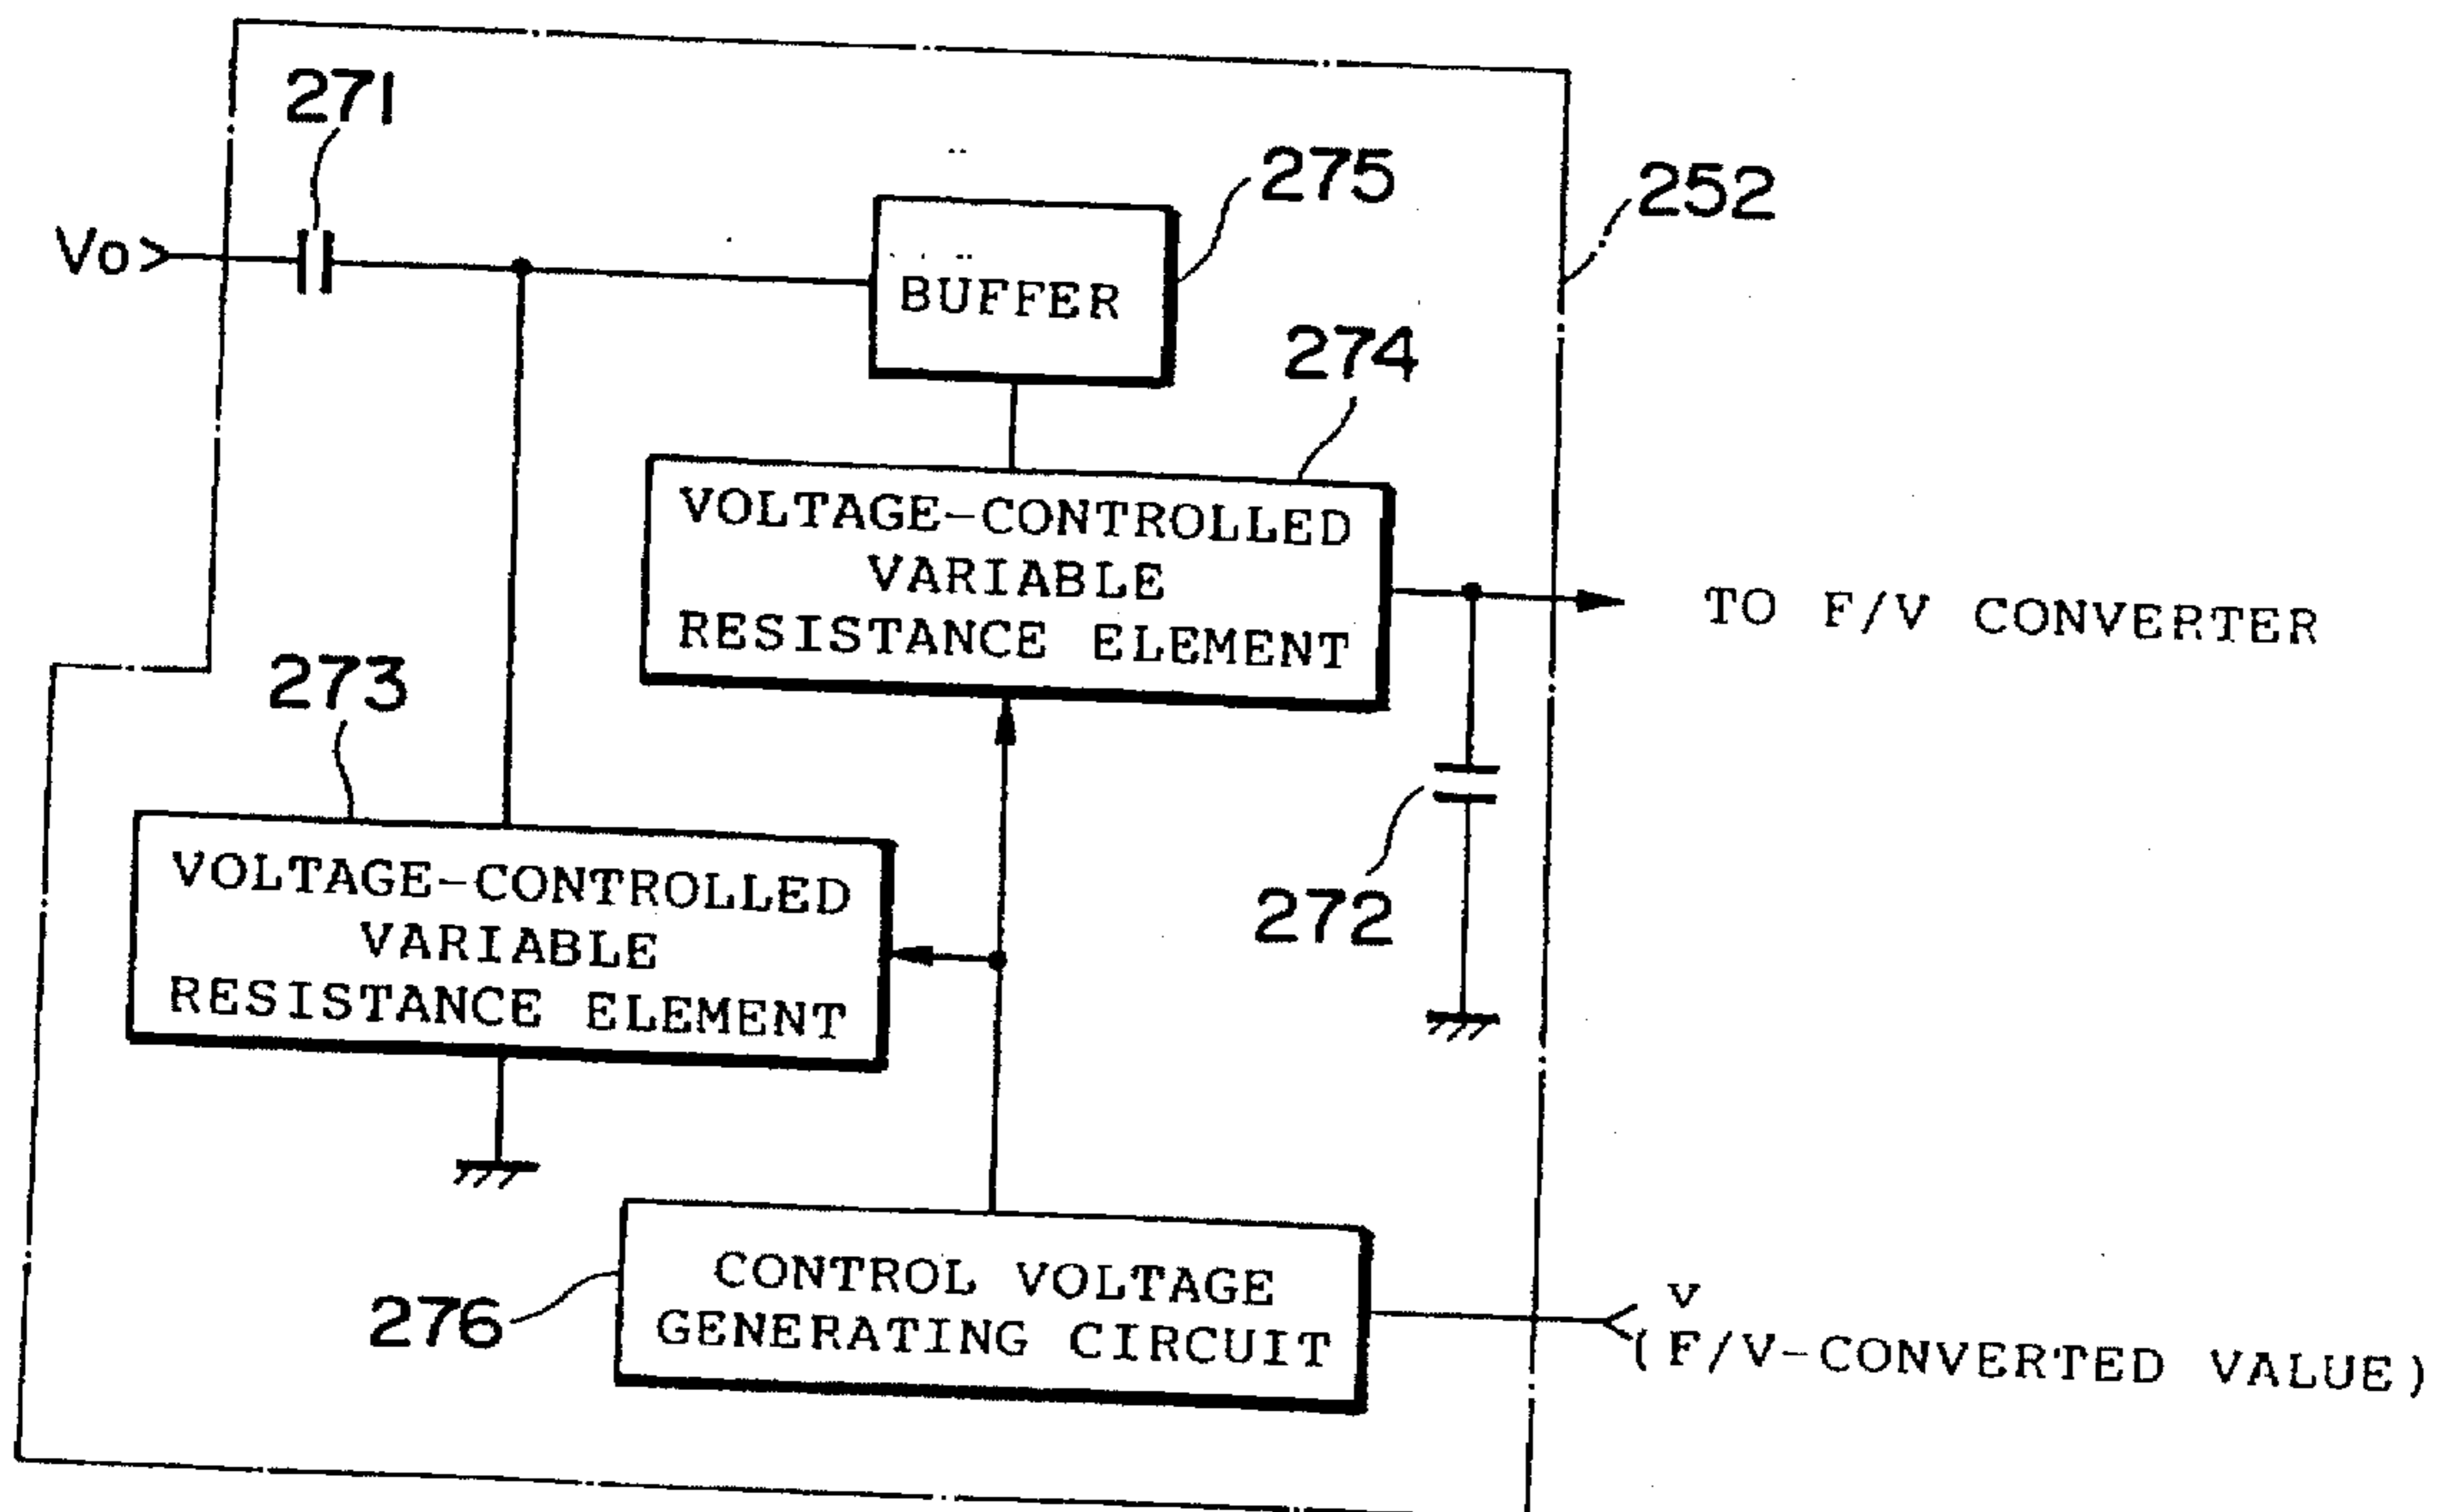 271
275
252
Vo
BUFFER
274
VOLTAGE-CONTROLLED
VARIABLE
RESISTANCE ELEMENT
TO F/V CONVERTER
273
VOLTAGE-CONTROLLED
VARIABLE
RESISTANCE ELEMENT
272
CONTROL VOLTAGE
GENERATING CIRCUIT
276
v
(F/V-CONVERTED VALUE)